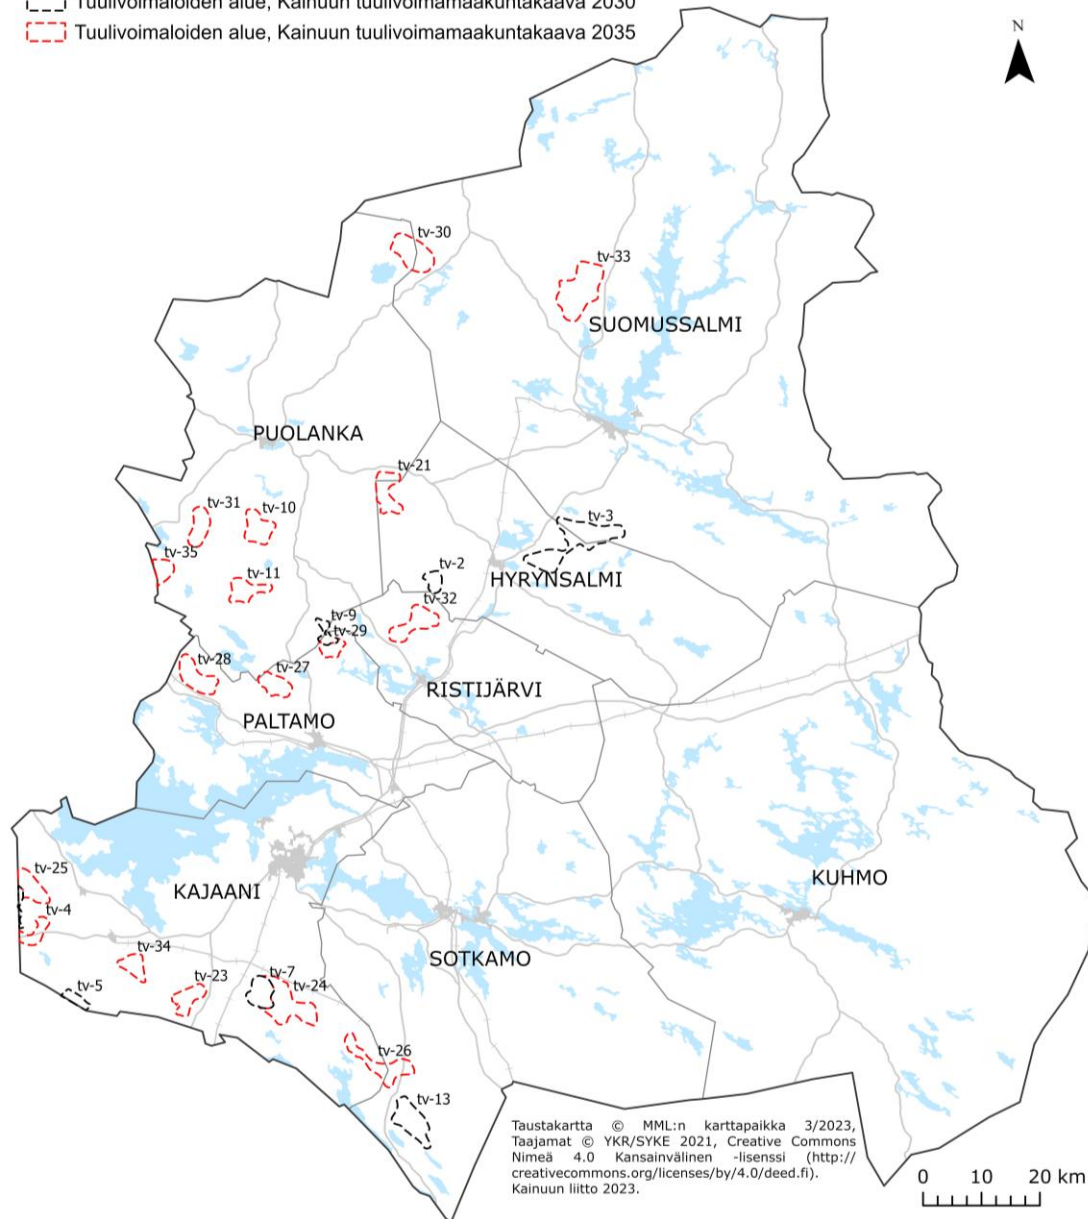 Tuulivoimaloiden alue, Kainuun tuulivoimamaakuntakaava 2030
Tuulivoimaloiden alue, Kainuun tuulivoimamaakuntakaava 2035
N
tv-30
tv-33
SUOMUSSALMI
PUOLANKA
tv-21
tv-31
tv-10
tv-3
tv-35
tv-11
tv-2
HYRYNSALMI
tv-32
tv-9
tv-29
tv-28
tv-27
RISTIJÄRVI
PALTAMO
tv-25
KAJAANI
KUHMO
tv-4
tv-34
SOTKAMO
tv-5
tv-23
tv-7
tv-24
tv-26
tv-13
Taustakartta © MML:n karttapaikka 3/2023,
Taajamat © YKR/SYKE 2021, Creative Commons
Nimeä 4.0 Kansainvälinen -lisenssi (http://
creativecommons.org/licenses/by/4.0/deed.fi).
Kainuun liitto 2023.
0 10 20 km